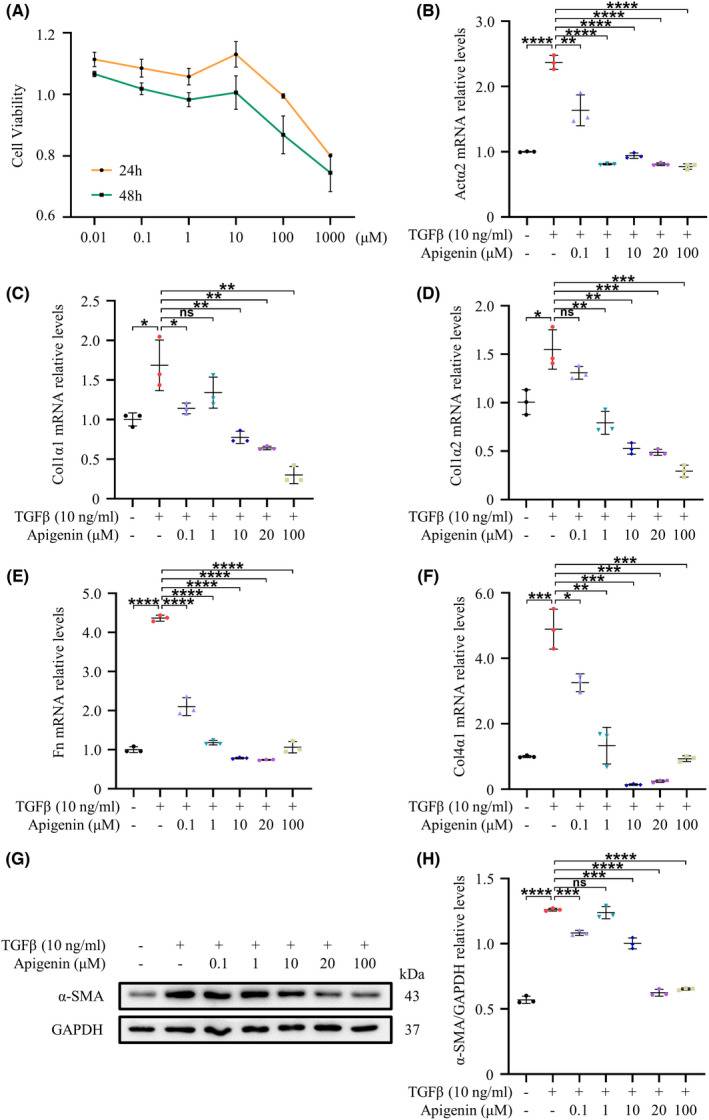 (A)
Cell Viability
1.2
1.0
0.8
0.6
24h
48h
0.01 0.1 1 10 100 1000 (μM)
(B)
Actα2 mRNA relative levels
3.0
2.0
1.0
0
**** ** **** **** **** ****
TGFβ (10 ng/ml) - + + + + + +
Apigenin (μM) - - 0.1 1 10 20 100
(C)
Col1α1 mRNA relative levels
2.5
2.0
1.5
1.0
0.5
0
* * ns ** ** **
TGFβ (10 ng/ml) - + + + + + +
Apigenin (μM) - - 0.1 1 10 20 100
(D)
Col1α2 mRNA relative levels
2.0
1.5
1.0
0.5
0
* ns ** ** *** ***
TGFβ (10 ng/ml) - + + + + + +
Apigenin (μM) - - 0.1 1 10 20 100
(E)
Fn mRNA relative levels
5.0
4.0
3.0
2.0
1.0
0
**** **** **** **** **** ****
TGFβ (10 ng/ml) - + + + + + +
Apigenin (μM) - - 0.1 1 10 20 100
(F)
Col4α1 mRNA relative levels
6.0
4.0
2.0
0
*** * ** *** *** ***
TGFβ (10 ng/ml) - + + + + + +
Apigenin (μM) - - 0.1 1 10 20 100
(G)
TGFβ (10 ng/ml) - + + + + + +
Apigenin (μM) - - 0.1 1 10 20 100 kDa
α-SMA 43
GAPDH 37
(H)
α-SMA/GAPDH relative levels
1.5
1.0
0.5
0.0
**** *** ns *** **** ****
TGFβ (10 ng/ml) - + + + + + +
Apigenin (μM) - - 0.1 1 10 20 100